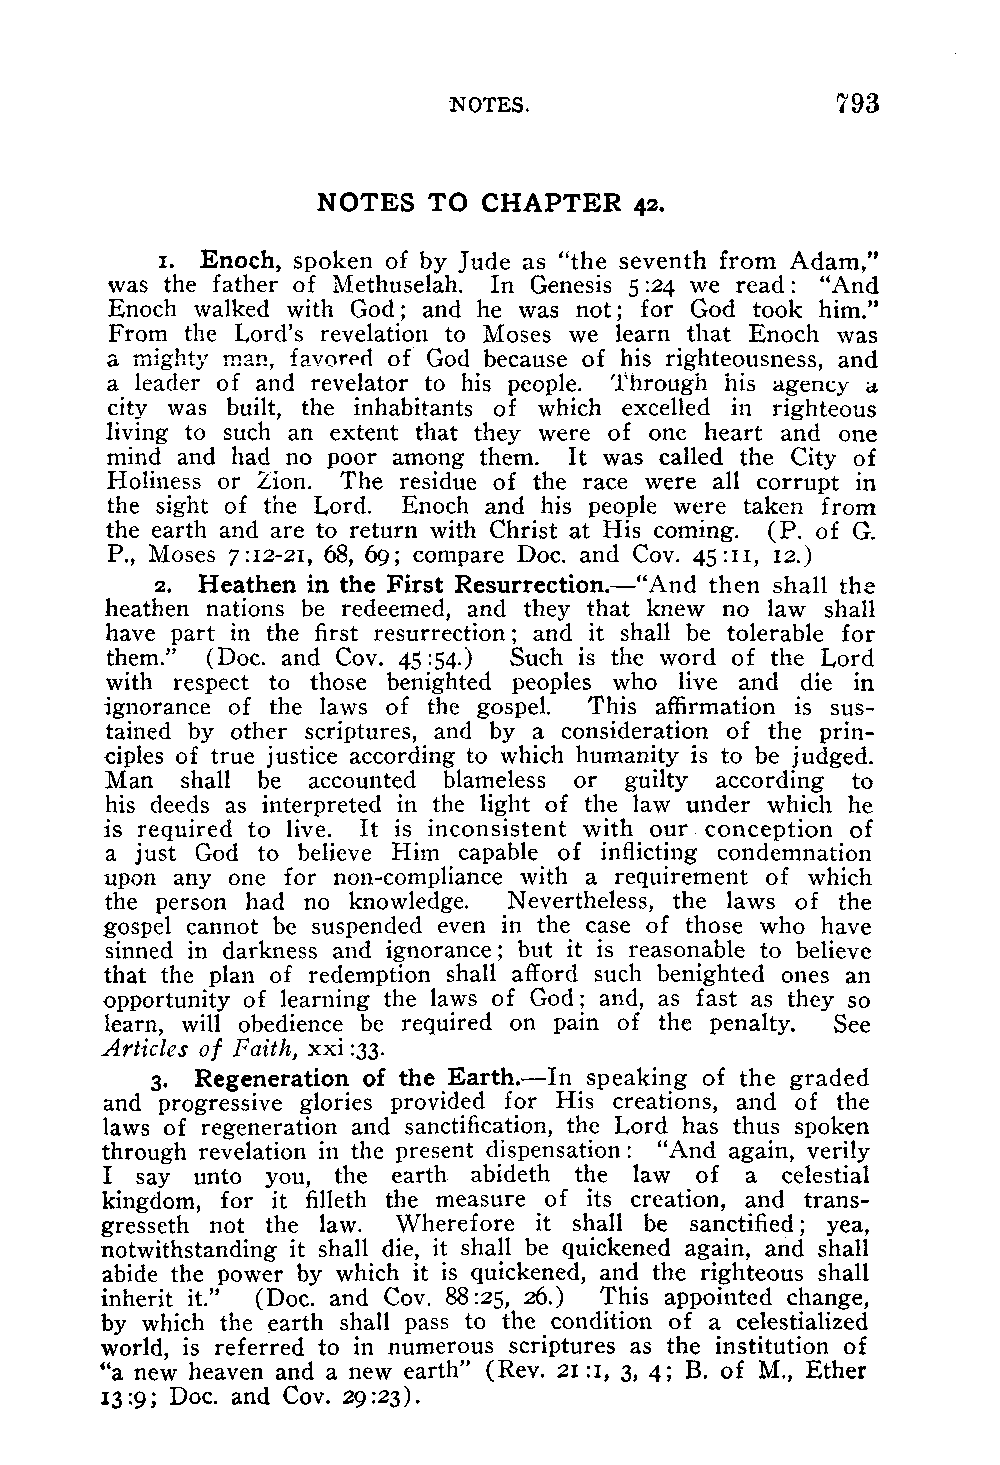 NOTES. 793
NOTES TO CHAPTER 42.
1. Enoch, spoken of by Jude as “the seventh from Adam,”
was the father of Methuselah. In Genesis 5:24 we read: “And
Enoch walked with God; and he was not; for God took him.”
From the Lord’s revelation to Moses we learn that Enoch was
a mighty man, favored of God because of his righteousness, and
a leader of and revelator to his people. Through his agency a
city was built, the inhabitants of which excelled in righteous
living to such an extent that they were of one heart and one
mind and had no poor among them. It was called the City of
Holiness or Zion. The residue of the race were all corrupt in
the sight of the Lord. Enoch and his people were taken from
the earth and are to return with Christ at His coming. (P. of G.
P., Moses 7:12-21, 68, 69; compare Doc. and Cov. 45:11, 12.)
2. Heathen in the First Resurrection.—“And then shall the
heathen nations be redeemed, and they that knew no law shall
have part in the first resurrection; and it shall be tolerable for
them.” (Doc. and Cov. 45:54.) Such is the word of the Lord
with respect to those benighted peoples who live and die in
ignorance of the laws of the gospel. This affirmation is sus-
tained by other scriptures, and by a consideration of the prin-
ciples of true justice according to which humanity is to be judged.
Man shall be accounted blameless or guilty according to
his deeds as interpreted in the light of the law under which he
is required to live. It is inconsistent with our conception of
a just God to believe Him capable of inflicting condemnation
upon any one for non-compliance with a requirement of which
the person had no knowledge. Nevertheless, the laws of the
gospel cannot be suspended even in the case of those who have
sinned in darkness and ignorance; but it is reasonable to believe
that the plan of redemption shall afford such benighted ones an
opportunity of learning the laws of God; and, as fast as they so
learn, will obedience be required on pain of the penalty. See
Articles of Faith, xxi:33.
3. Regeneration of the Earth.—In speaking of the graded
and progressive glories provided for His creations, and of the
laws of regeneration and sanctification, the Lord has thus spoken
through revelation in the present dispensation: “And again, verily
I say unto you, the earth abideth the law of a celestial
kingdom, for it filleth the measure of its creation, and trans-
gresseth not the law. Wherefore it shall be sanctified; yea,
notwithstanding it shall die, it shall be quickened again, and shall
abide the power by which it is quickened, and the righteous shall
inherit it.” (Doc. and Cov. 88:25, 26.) This appointed change,
by which the earth shall pass to the condition of a celestialized
world, is referred to in numerous scriptures as the institution of
“a new heaven and a new earth” (Rev. 21:1, 3, 4; B. of M., Ether
13:9; Doc. and Cov. 29:23).